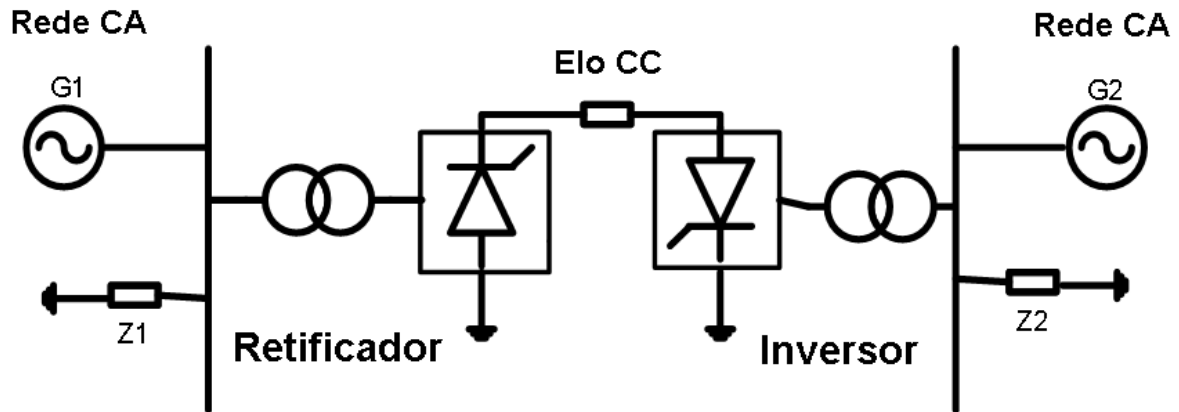 Rede CA
Rede CA
Elo CC
G1
G2
Z1
Z2
Retificador
Inversor